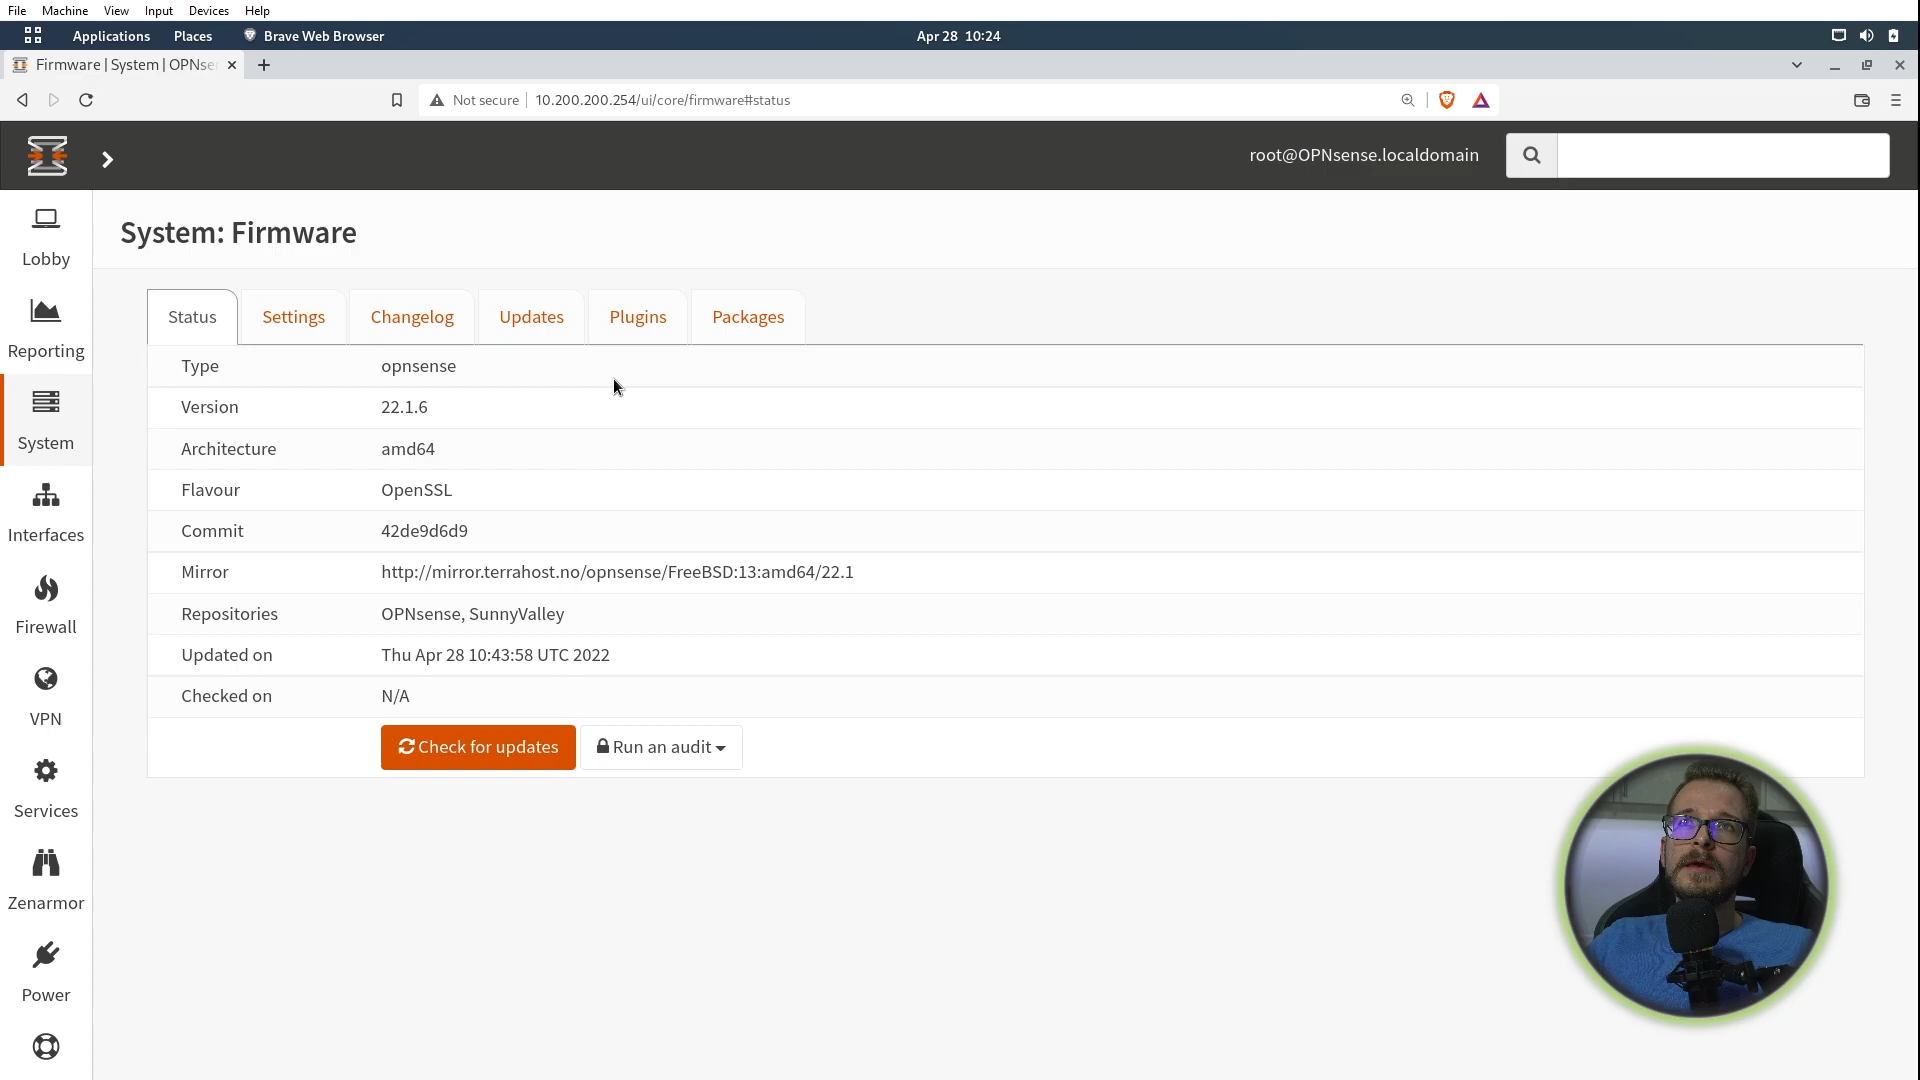 File Machine View Input Devices Help
Applications Places Brave Web Browser Apr 28 10:24
Firmware | System | OPNse
Not secure 10.200.200.254/ui/core/firmware#status
root@OPNsense.localdomain
Lobby
Reporting
System
Interfaces
Firewall
VPN
Services
Zenarmor
Power
System: Firmware
Status Settings Changelog Updates Plugins Packages
Type opnsense
Version 22.1.6
Architecture amd64
Flavour OpenSSL
Commit 42de9d6d9
Mirror http://mirror.terrahost.no/opnsense/FreeBSD:13:amd64/22.1
Repositories OPNsense, SunnyValley
Updated on Thu Apr 28 10:43:58 UTC 2022
Checked on N/A
Check for updates Run an audit